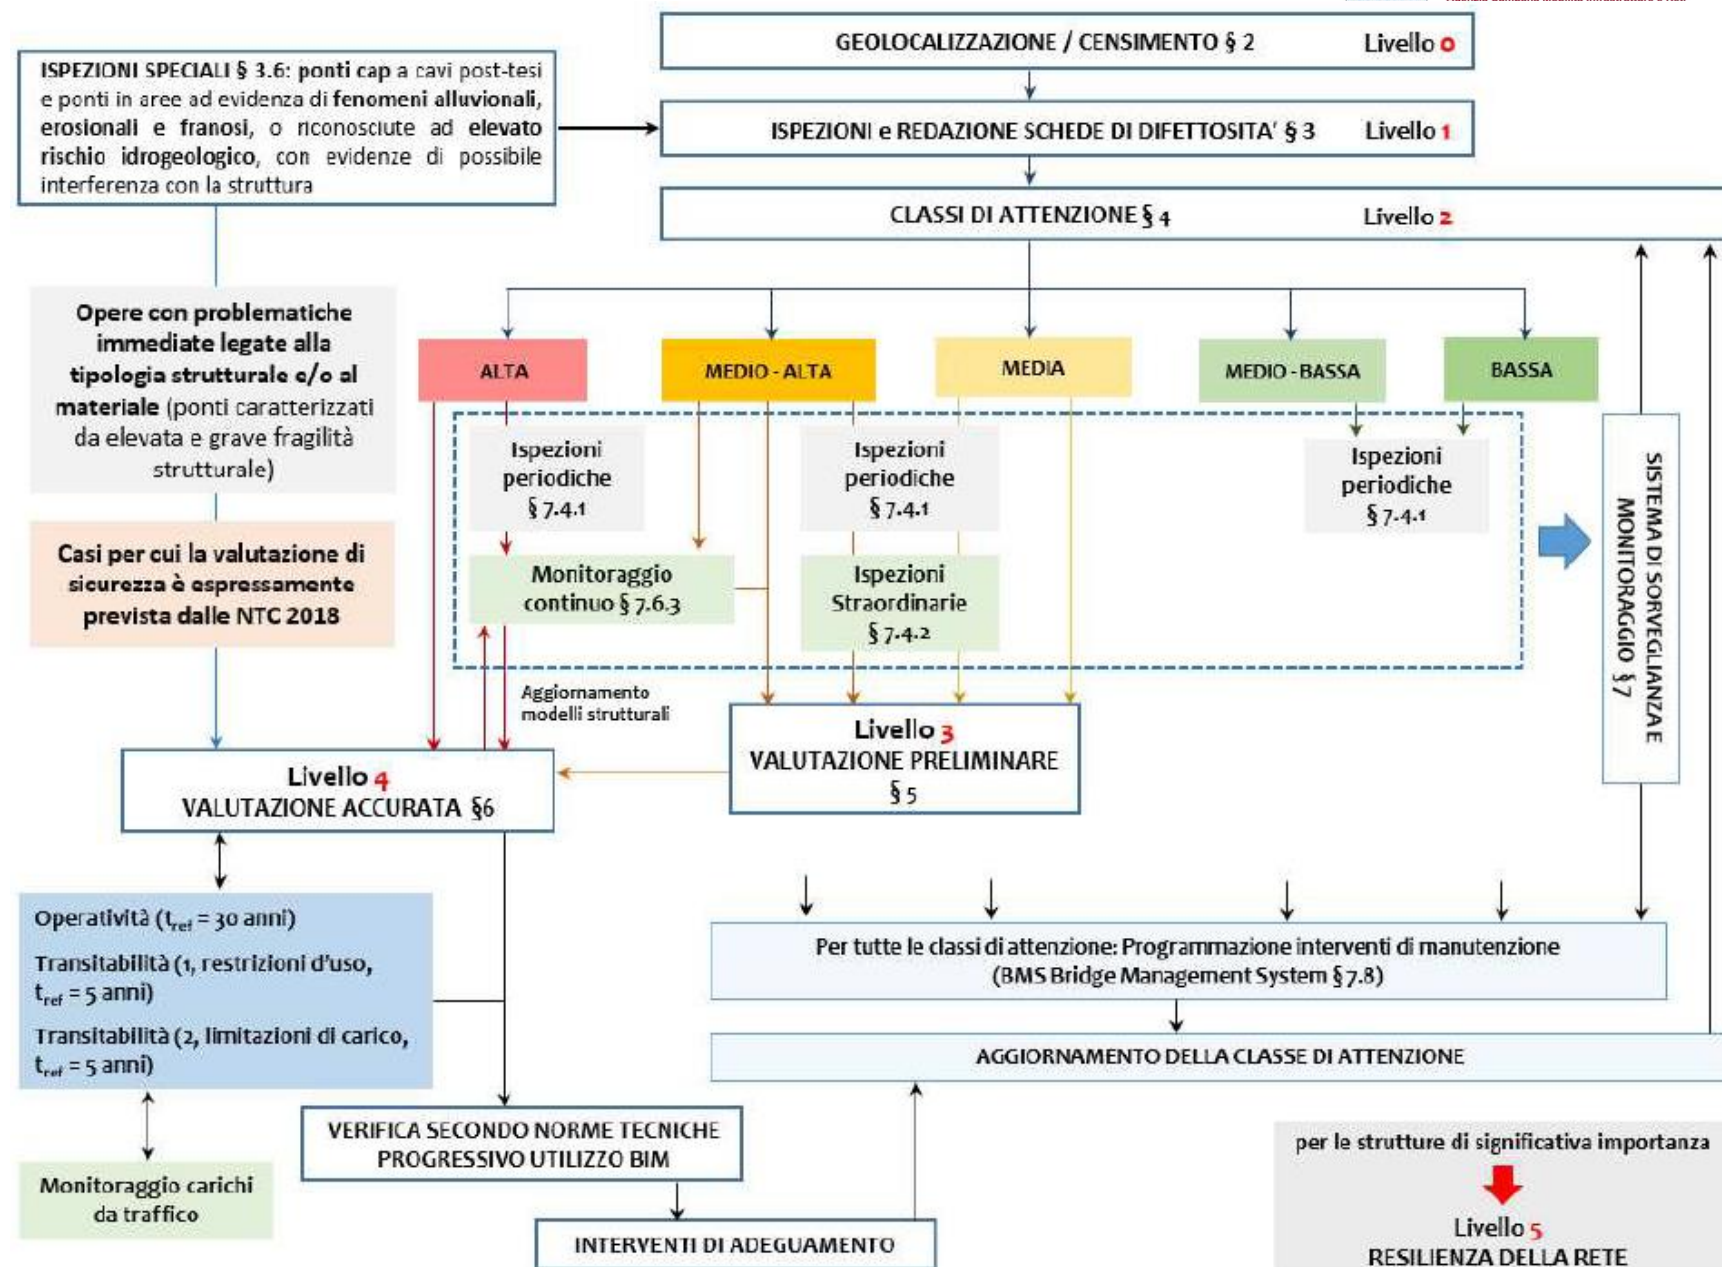 GEOLOCALIZZAZIONE / CENSIMENTO § 2 Livello 0
ISPEZIONI SPECIALI § 3.6: ponti cap a cavi post-tesi
e ponti in aree ad evidenza di fenomeni alluvionali,
erosionali e franosi, o riconosciute ad elevato
rischio idrogeologico, con evidenze di possibile
interferenza con la struttura
ISPEZIONI e REDAZIONE SCHEDE DI DIFETTOSITA' § 3 Livello 1
CLASSI DI ATTENZIONE § 4 Livello 2
Opere con problematiche
immediate legate alla
tipologia strutturale e/o al
materiale (ponti caratterizzati
da elevata e grave fragilità
strutturale)
ALTA
MEDIO - ALTA
MEDIA
MEDIO - BASSA
BASSA
Ispezioni
periodiche
§ 7.4.1
Ispezioni
periodiche
§ 7.4.1
Ispezioni
periodiche
§ 7.4.1
SISTEMA DI SORVEGLIANZA E
MONITORAGGIO §7
Casi per cui la valutazione di
sicurezza è espressamente
prevista dalle NTC 2018
Monitoraggio
continuo § 7.6.3
Ispezioni
Straordinarie
§ 7.4.2
Aggiornamento
modelli strutturali
Livello 3
VALUTAZIONE PRELIMINARE
§ 5
Livello 4
VALUTAZIONE ACCURATA §6
Operatività (tref = 30 anni)
Transitabilità (1, restrizioni d'uso,
tref = 5 anni)
Transitabilità (2, limitazioni di carico,
tref = 5 anni)
Per tutte le classi di attenzione: Programmazione interventi di manutenzione
(BMS Bridge Management System § 7.8)
AGGIORNAMENTO DELLA CLASSE DI ATTENZIONE
VERIFICA SECONDO NORME TECNICHE
PROGRESSIVO UTILIZZO BIM
Monitoraggio carichi
da traffico
INTERVENTI DI ADEGUAMENTO
per le strutture di significativa importanza
Livello 5
RESILIENZA DELLA RETE